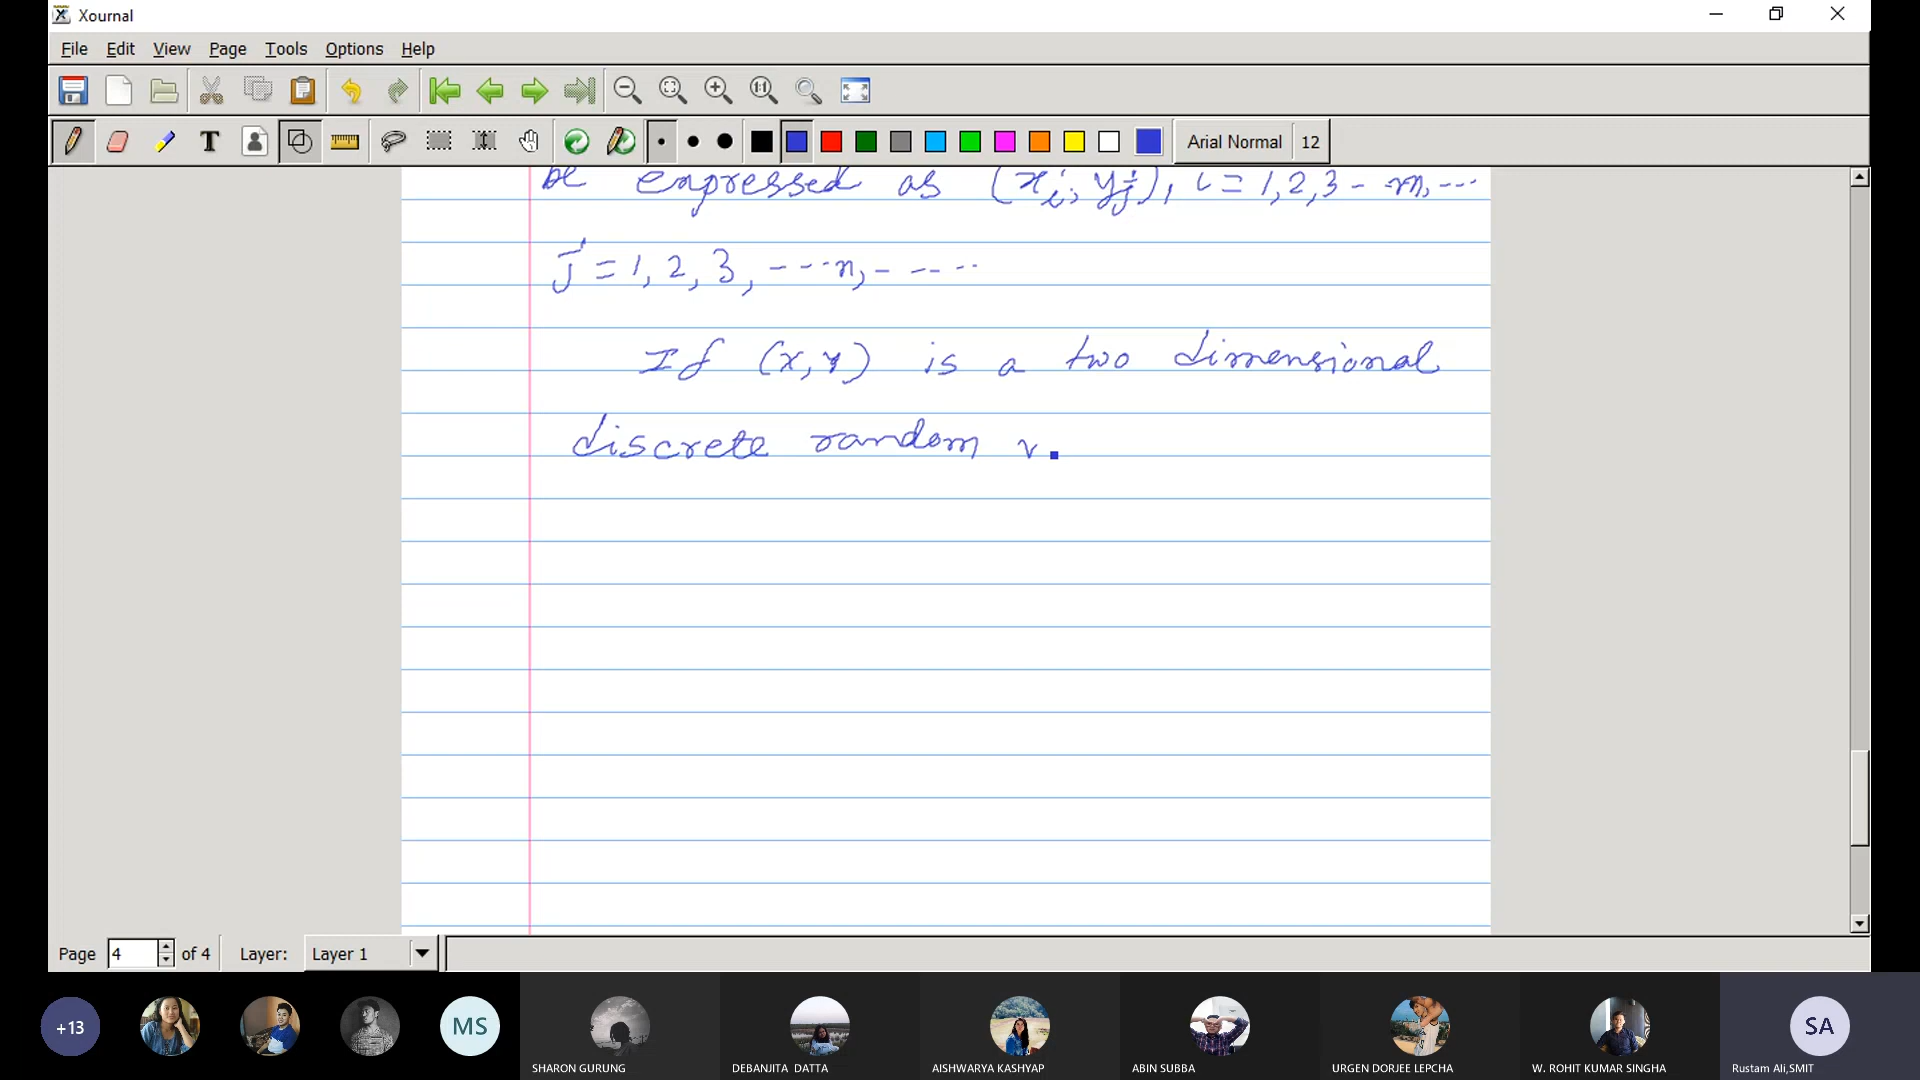 Xournal
File Edit View Page Tools Options Help
Arial Normal 12
be expressed as (xi, yj), i = 1,2,3 - - m, ---
j = 1, 2, 3, - --- n, - -- --
If (X,Y) is a two dimensional
discrete random v
Page 4 of 4 Layer: Layer 1
+13
MS
SA
SHARON GURUNG
DEBANJITA DATTA
AISHWARYA KASHYAP
ABIN SUBBA
URGEN DORJEE LEPCHA
W. ROHIT KUMAR SINGHA
Rustam Ali,SMIT